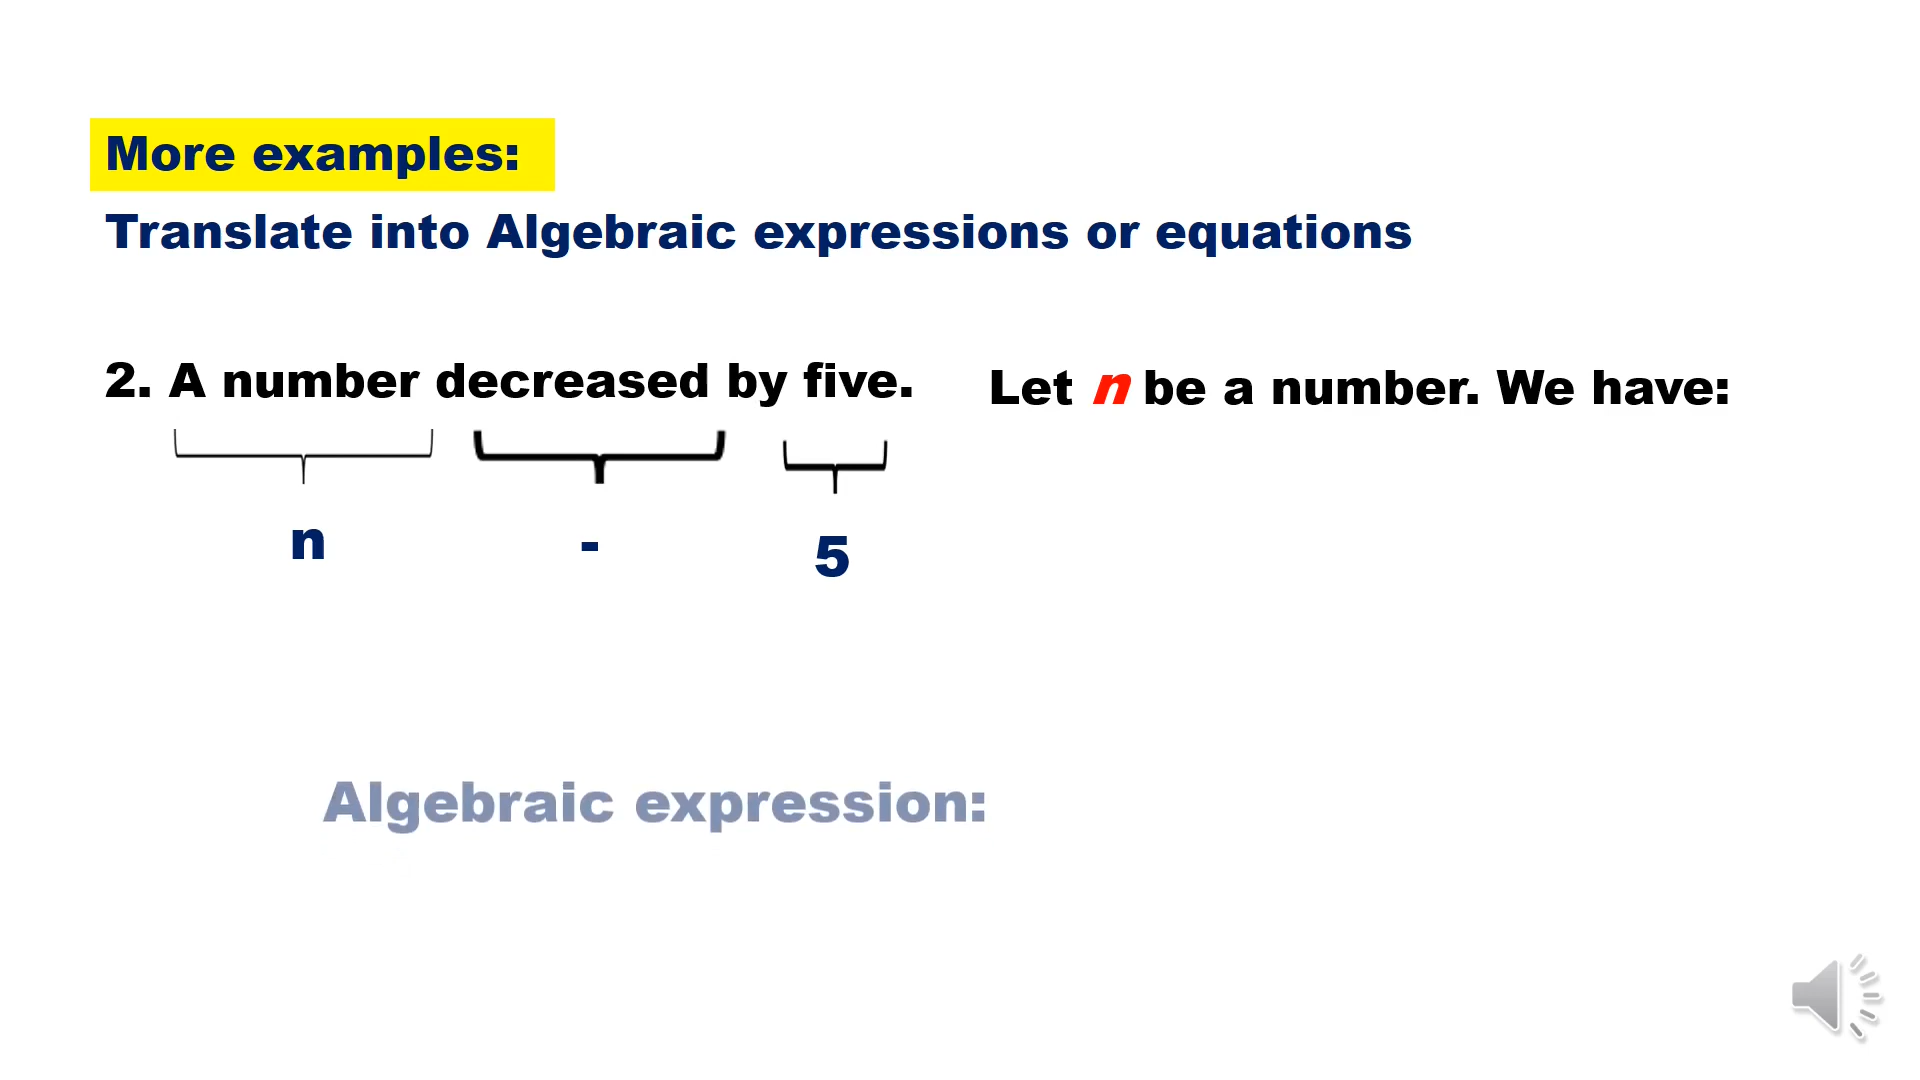 More examples:
Translate into Algebraic expressions or equations
2. A number decreased by five.
Let n be a number. We have:
n - 5
Algebraic expression: